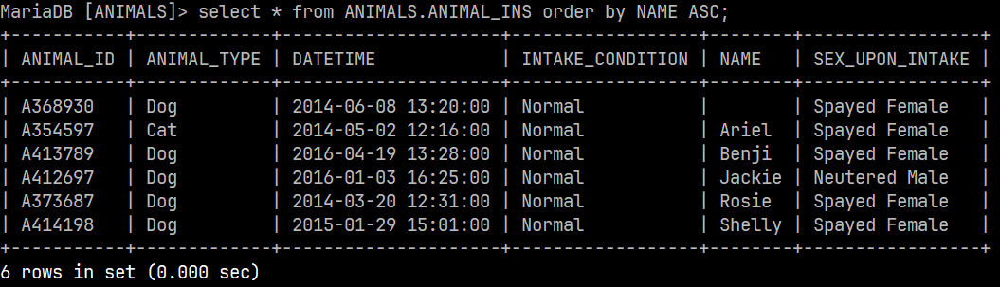 MariaDB [ANIMALS]> select * from ANIMALS.ANIMAL_INS order by NAME ASC;
+-----------+-------------+---------------------+------------------+--------+-----------------+
| ANIMAL_ID | ANIMAL_TYPE | DATETIME            | INTAKE_CONDITION | NAME   | SEX_UPON_INTAKE |
+-----------+-------------+---------------------+------------------+--------+-----------------+
| A368930   | Dog         | 2014-06-08 13:20:00 | Normal           |        | Spayed Female   |
| A354597   | Cat         | 2014-05-02 12:16:00 | Normal           | Ariel  | Spayed Female   |
| A413789   | Dog         | 2016-04-19 13:28:00 | Normal           | Benji  | Spayed Female   |
| A412697   | Dog         | 2016-01-03 16:25:00 | Normal           | Jackie | Neutered Male   |
| A373687   | Dog         | 2014-03-20 12:31:00 | Normal           | Rosie  | Spayed Female   |
| A414198   | Dog         | 2015-01-29 15:01:00 | Normal           | Shelly | Spayed Female   |
+-----------+-------------+---------------------+------------------+--------+-----------------+
6 rows in set (0.000 sec)